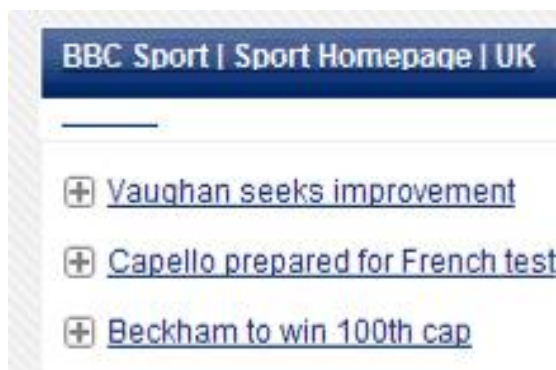 BBC Sport | Sport Homepage | UK
Vaughan seeks improvement
Capello prepared for French test
Beckham to win 100th cap